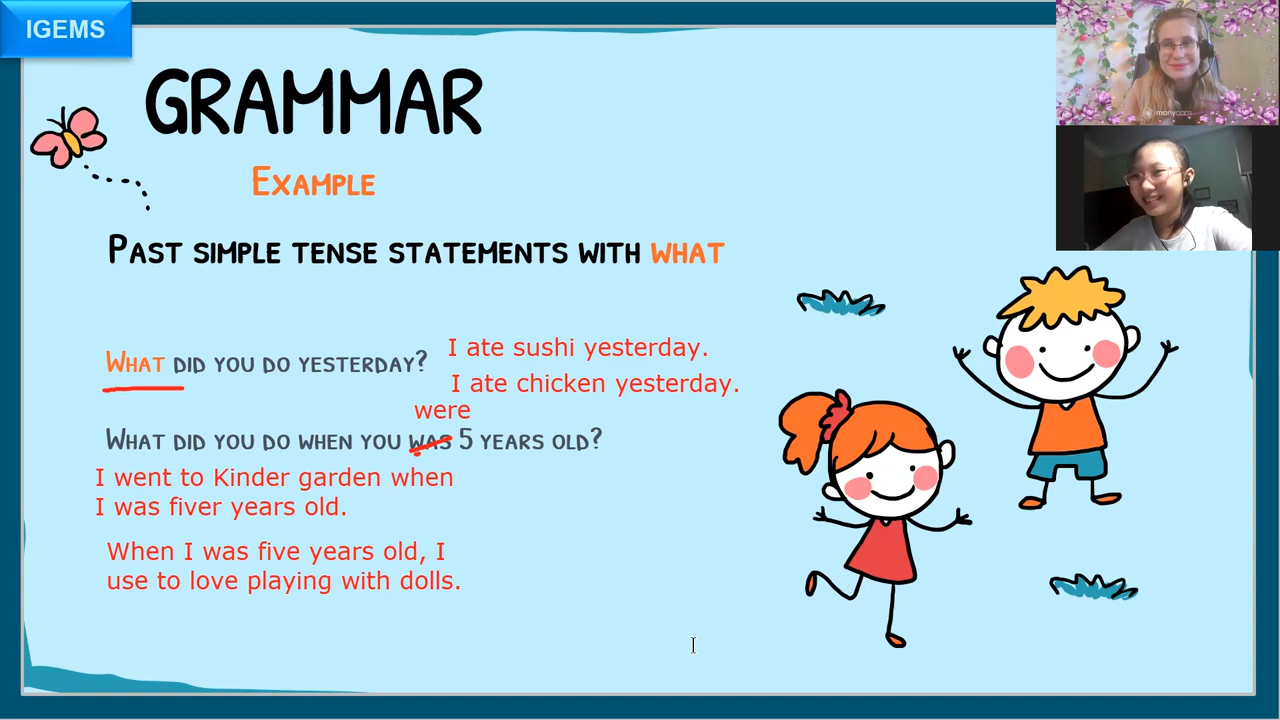 IGEMS
GRAMMAR
EXAMPLE
PAST SIMPLE TENSE STATEMENTS WITH WHAT
WHAT DID YOU DO YESTERDAY?
I ate sushi yesterday.
I ate chicken yesterday.
were
WHAT DID YOU DO WHEN YOU WAS 5 YEARS OLD?
I went to Kinder garden when
I was fiver years old.
When I was five years old, I
use to love playing with dolls.
manycam